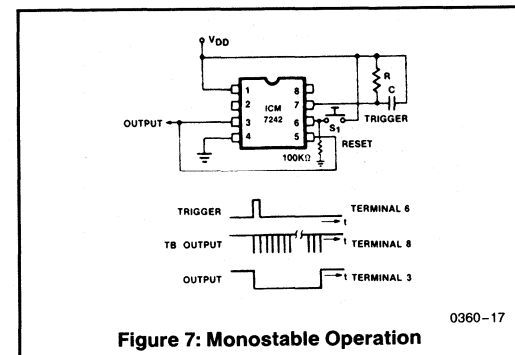 VDD
R
C
1
2
3
4
8
7
6
5
ICM
7242
OUTPUT
S1
TRIGGER
RESET
100KΩ
TRIGGER t TERMINAL 6
TB OUTPUT t TERMINAL 8
OUTPUT t TERMINAL 3
0360–17
Figure 7: Monostable Operation